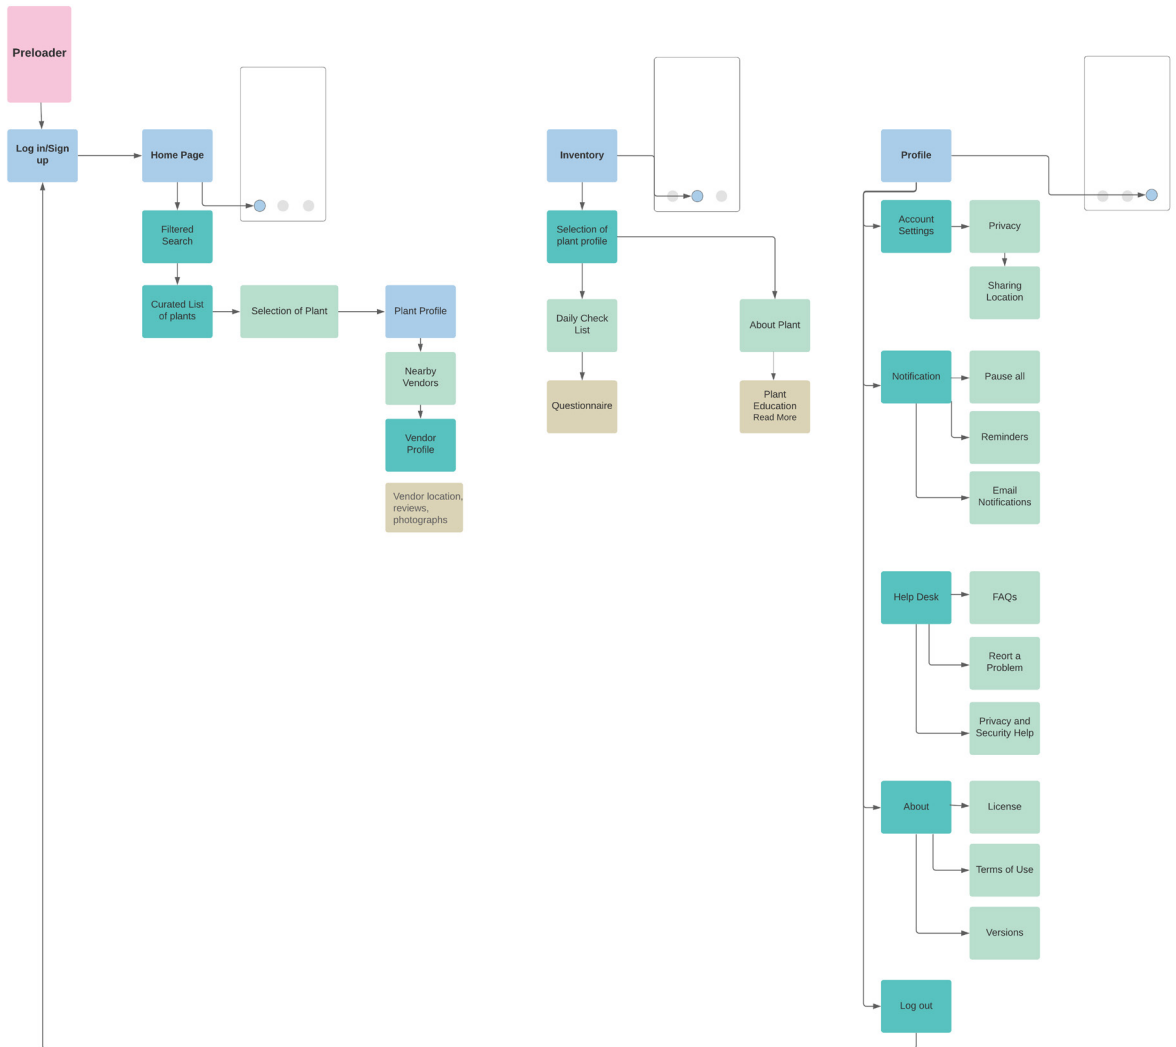 Preloader
Log in/Sign
up
Home Page
Filtered
Search
Curated List
of plants
Selection of Plant
Plant Profile
Nearby
Vendors
Vendor
Profile
Vendor location,
reviews,
photographs
Inventory
Selection of
plant profile
Daily Check
List
Questionnaire
About Plant
Plant
Education
Read More
Profile
Account
Settings
Privacy
Sharing
Location
Notification
Pause all
Reminders
Email
Notifications
Help Desk
FAQs
Reort a
Problem
Privacy and
Security Help
About
License
Terms of Use
Versions
Log out